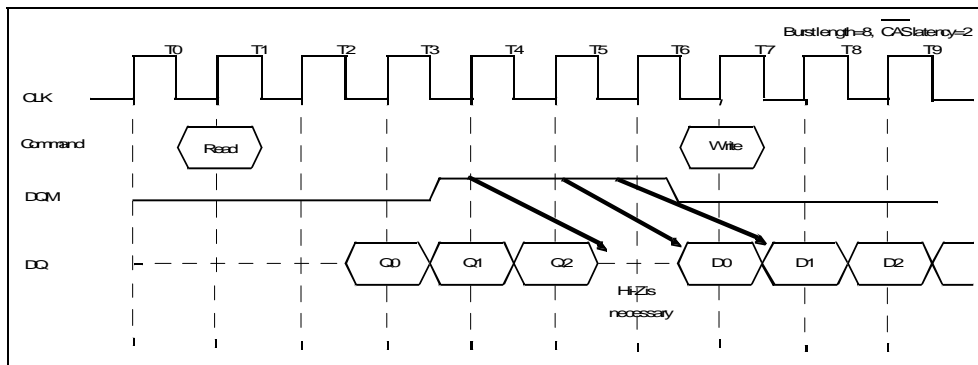 Burst length=8, CAS latency=2
T0 T1 T2 T3 T4 T5 T6 T7 T8 T9
CLK
Command Read Write
DQM
DQ Q0 Q1 Q2 D0 D1 D2
Hi-Z is
necessary